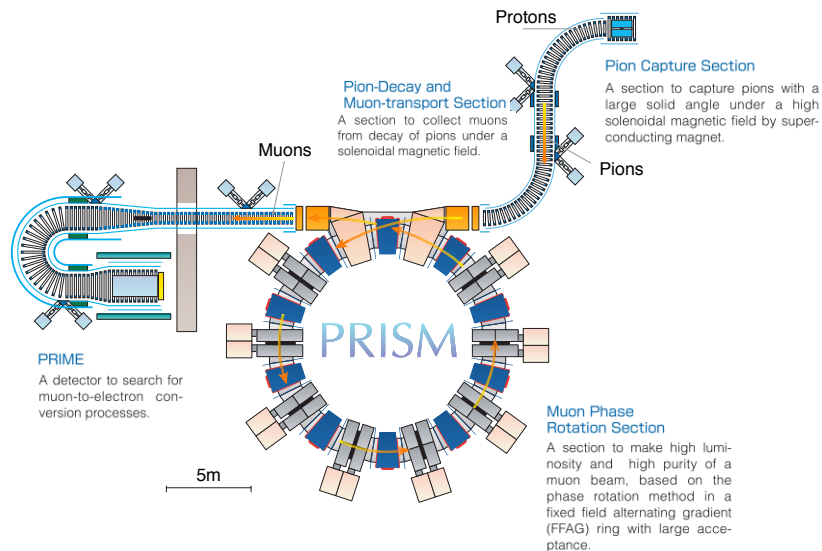 Protons
Pion Capture Section
A section to capture pions with a
large solid angle under a high
solenoidal magnetic field by super-
conducting magnet.
Pion-Decay and
Muon-transport Section
A section to collect muons
from decay of pions under a
solenoidal magnetic field.
Muons
Pions
PRISM
PRIME
A detector to search for
muon-to-electron con-
version processes.
5m
Muon Phase
Rotation Section
A section to make high lumi-
nosity and high purity of a
muon beam, based on the
phase rotation method in a
fixed field alternating gradient
(FFAG) ring with large acce-
ptance.